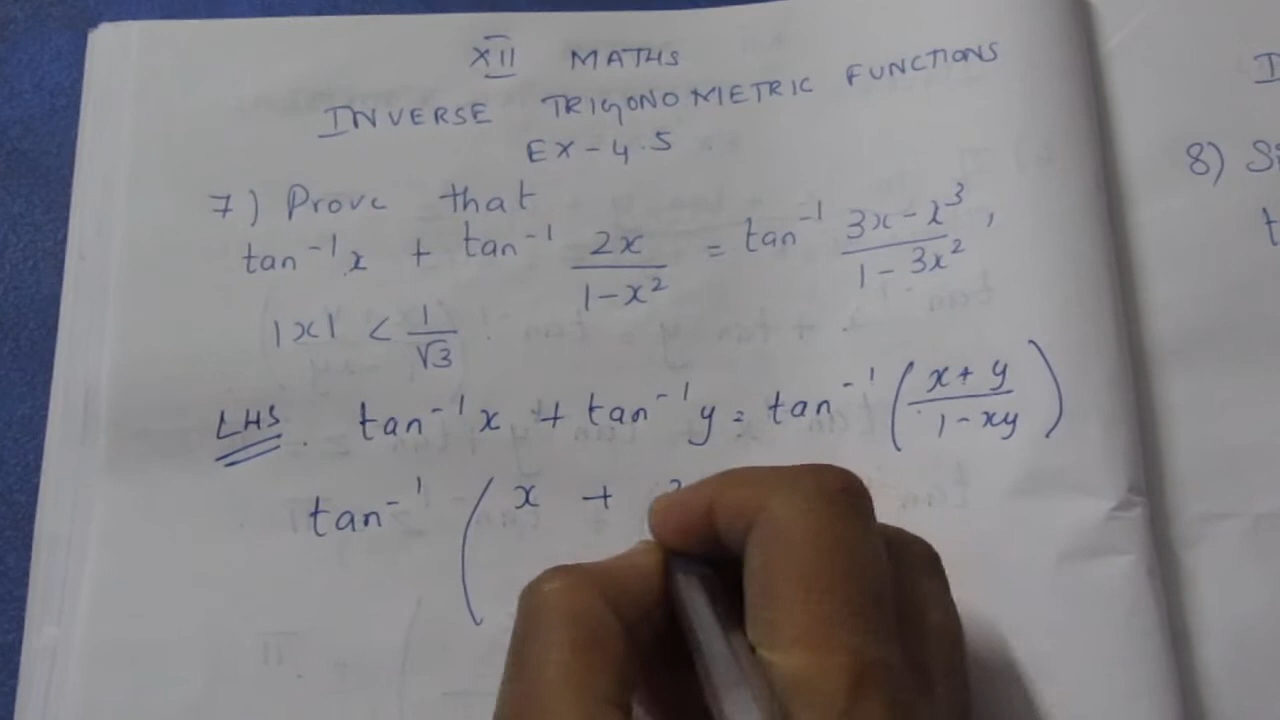 XII MATHS
INVERSE TRIGONOMETRIC FUNCTIONS
EX-4.5
7) Prove that
tan⁻¹x + tan⁻¹ 2x/1-x² = tan⁻¹ 3x-x³/1-3x²,
|x| < 1/√3
LHS. tan⁻¹x + tan⁻¹y = tan⁻¹(x+y/1-xy)
tan⁻¹ ( x +
8)